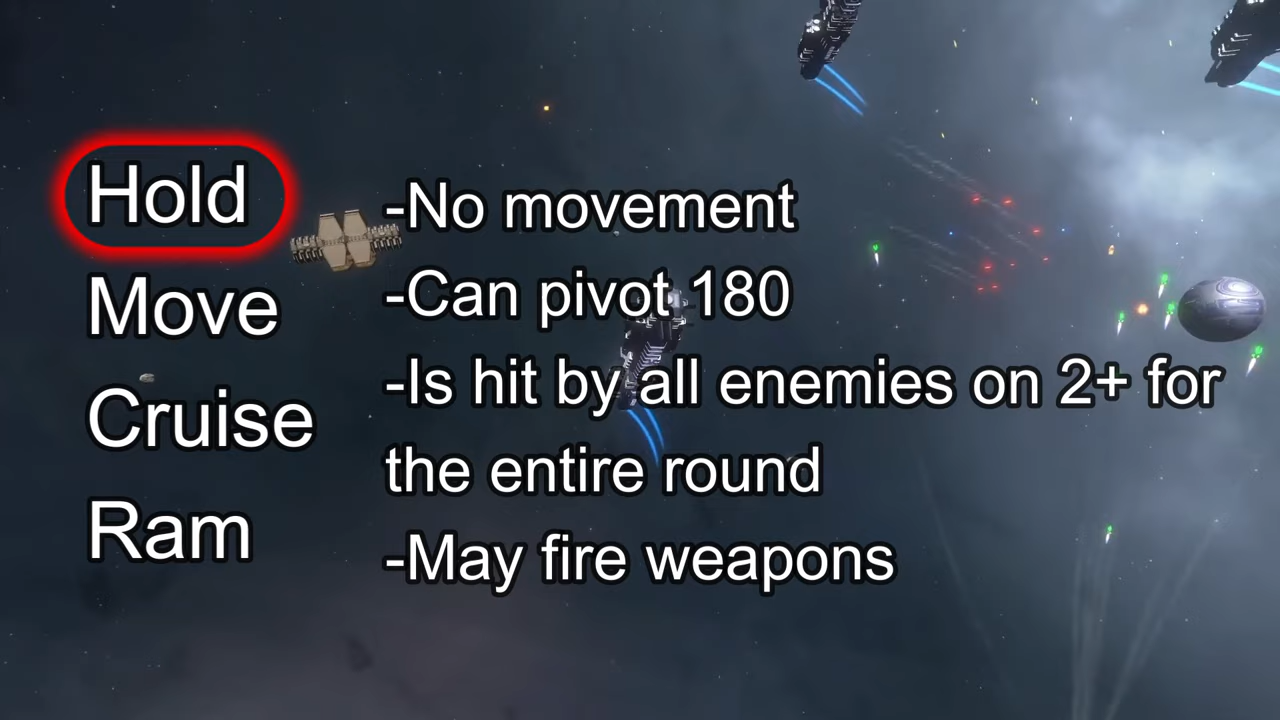 Hold
Move
Cruise
Ram
-No movement
-Can pivot 180
-Is hit by all enemies on 2+ for
the entire round
-May fire weapons